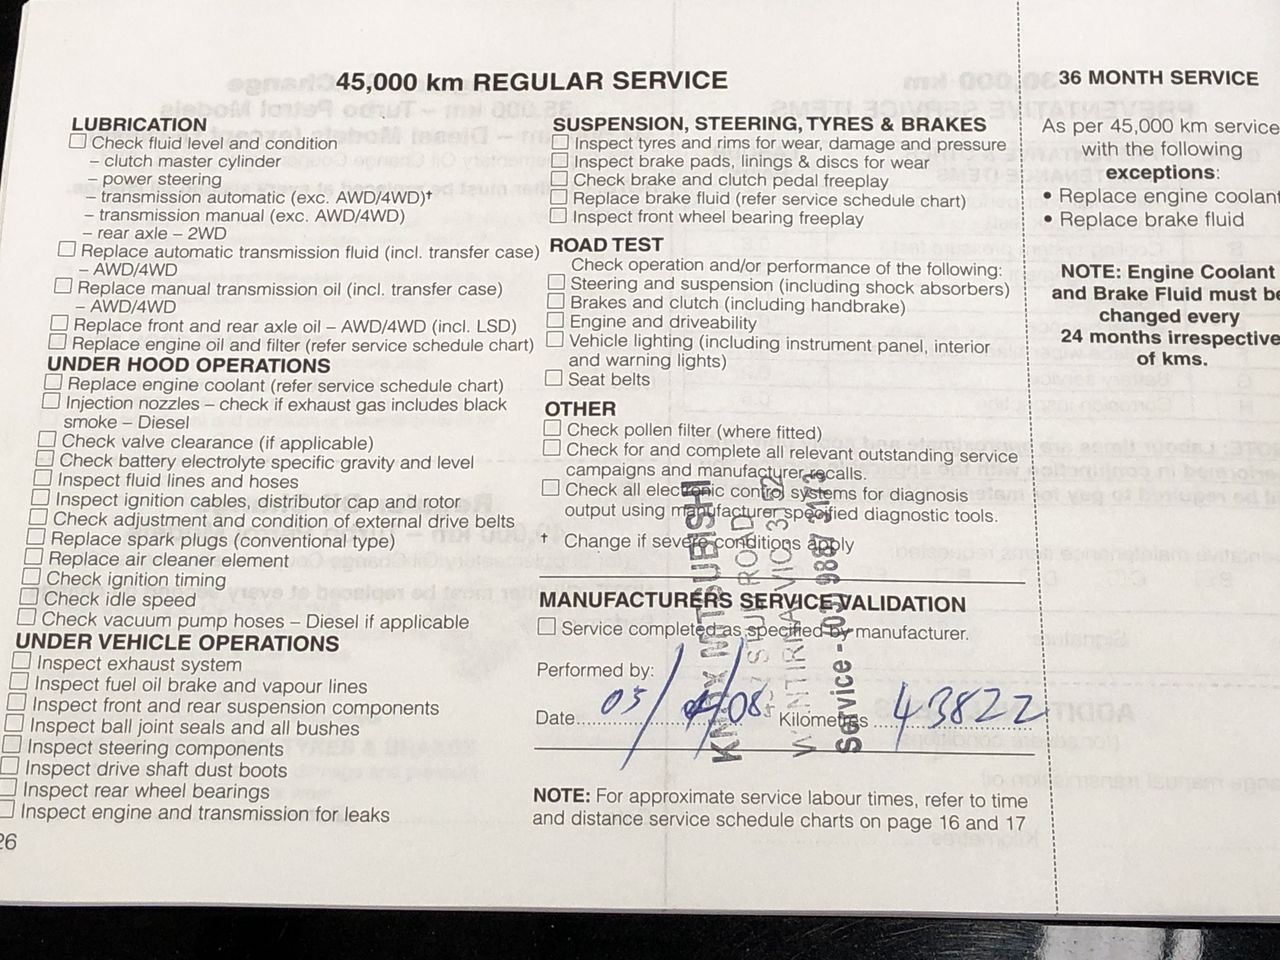 45,000 km REGULAR SERVICE
LUBRICATION
Check fluid level and condition
– clutch master cylinder
– power steering
– transmission automatic (exc. AWD/4WD)†
– transmission manual (exc. AWD/4WD)
– rear axle – 2WD
Replace automatic transmission fluid (incl. transfer case)
– AWD/4WD
Replace manual transmission oil (incl. transfer case)
– AWD/4WD
Replace front and rear axle oil – AWD/4WD (incl. LSD)
Replace engine oil and filter (refer service schedule chart)
UNDER HOOD OPERATIONS
Replace engine coolant (refer service schedule chart)
Injection nozzles – check if exhaust gas includes black
smoke – Diesel
Check valve clearance (if applicable)
Check battery electrolyte specific gravity and level
Inspect fluid lines and hoses
Inspect ignition cables, distributor cap and rotor
Check adjustment and condition of external drive belts
Replace spark plugs (conventional type)
Replace air cleaner element
Check ignition timing
Check idle speed
Check vacuum pump hoses – Diesel if applicable
UNDER VEHICLE OPERATIONS
Inspect exhaust system
Inspect fuel oil brake and vapour lines
Inspect front and rear suspension components
Inspect ball joint seals and all bushes
Inspect steering components
Inspect drive shaft dust boots
Inspect rear wheel bearings
Inspect engine and transmission for leaks
26
SUSPENSION, STEERING, TYRES & BRAKES
Inspect tyres and rims for wear, damage and pressure
Inspect brake pads, linings & discs for wear
Check brake and clutch pedal freeplay
Replace brake fluid (refer service schedule chart)
Inspect front wheel bearing freeplay
ROAD TEST
Check operation and/or performance of the following:
Steering and suspension (including shock absorbers)
Brakes and clutch (including handbrake)
Engine and driveability
Vehicle lighting (including instrument panel, interior
and warning lights)
Seat belts
OTHER
Check pollen filter (where fitted)
Check for and complete all relevant outstanding service
campaigns and manufacturer recalls.
Check all electronic control systems for diagnosis
output using manufacturer specified diagnostic tools.
† Change if severe conditions apply
MANUFACTURERS SERVICE VALIDATION
Service completed as specified by manufacturer.
Performed by:
Date 05/ /08 Kilometres 43822
KNOX MITSUBISHI
ROAD
VIC 3152
Service - (03) 9887 3173
NOTE: For approximate service labour times, refer to time
and distance service schedule charts on page 16 and 17
36 MONTH SERVICE
As per 45,000 km service
with the following
exceptions:
• Replace engine coolant
• Replace brake fluid
NOTE: Engine Coolant
and Brake Fluid must be
changed every
24 months irrespective
of kms.